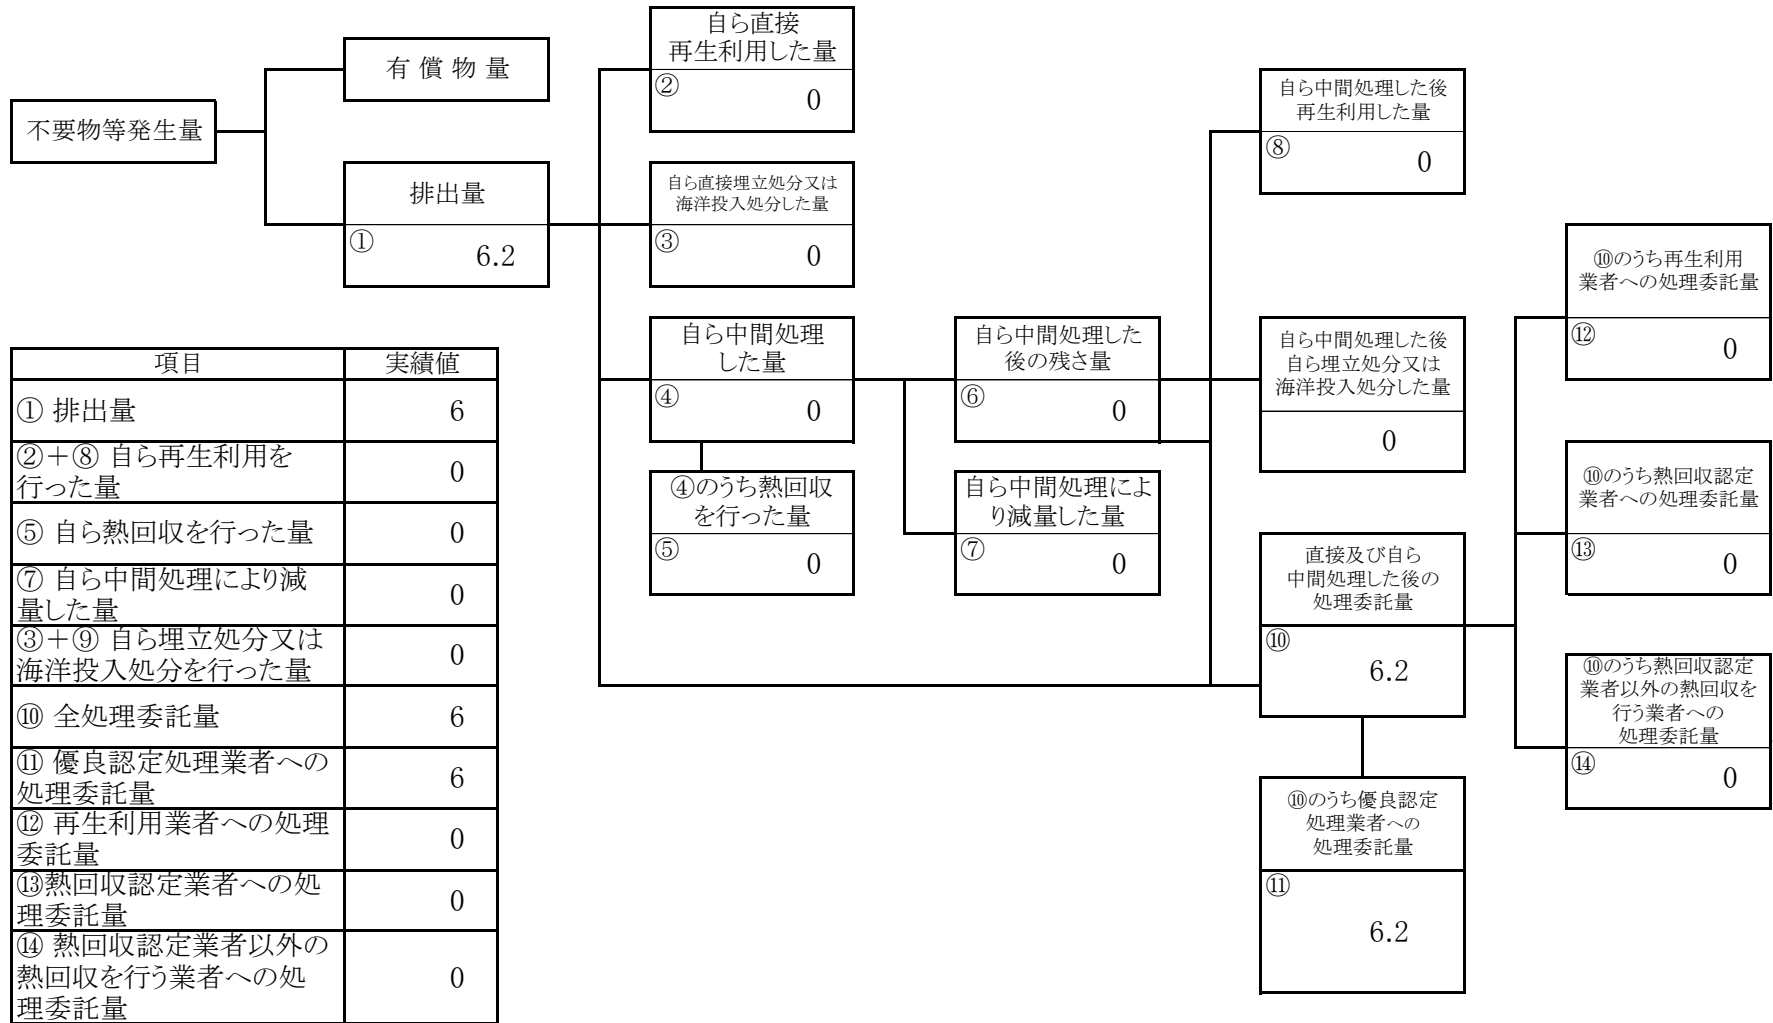 不要物等発生量
有償物量
排出量
①
6.2
自ら直接
再生利用した量
②
0
自ら直接埋立処分又は
海洋投入処分した量
③
0
自ら中間処理
した量
④
0
④のうち熱回収
を行った量
⑤
0
自ら中間処理した
後の残さ量
⑥
0
自ら中間処理によ
り減量した量
⑦
0
自ら中間処理した後
再生利用した量
⑧
0
自ら中間処理した後
自ら埋立処分又は
海洋投入処分した量
0
直接及び自ら
中間処理した後の
処理委託量
⑩
6.2
⑩のうち優良認定
処理業者への
処理委託量
⑪
6.2
⑩のうち再生利用
業者への処理委託量
⑫
0
⑩のうち熱回収認定
業者への処理委託量
⑬
0
⑩のうち熱回収認定
業者以外の熱回収を
行う業者への
処理委託量
⑭
0
項目 実績値
① 排出量 6
②＋⑧ 自ら再生利用を
行った量 0
⑤ 自ら熱回収を行った量 0
⑦ 自ら中間処理により減
量した量 0
③＋⑨ 自ら埋立処分又は
海洋投入処分を行った量 0
⑩ 全処理委託量 6
⑪ 優良認定処理業者への
処理委託量 6
⑫ 再生利用業者への処理
委託量 0
⑬熱回収認定業者への処
理委託量 0
⑭ 熱回収認定業者以外の
熱回収を行う業者への処
理委託量 0